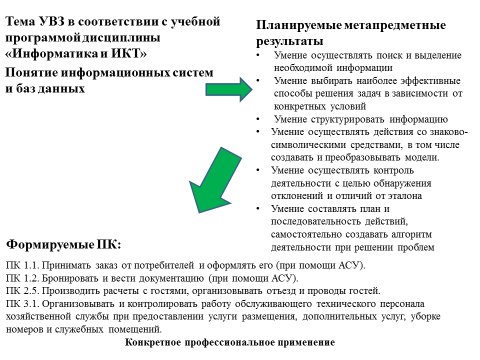 Тема УВЗ в соответствии с учебной
программой дисциплины
«Информатика и ИКТ»
Понятие информационных систем
и баз данных
Планируемые метапредметные
результаты
• Умение осуществлять поиск и выделение
необходимой информации
• Умение выбирать наиболее эффективные
способы решения задач в зависимости от
конкретных условий
• Умение структурировать информацию
• Умение осуществлять действия со знаково-
символическими средствами, в том числе
создавать и преобразовывать модели.
• Умение осуществлять контроль
деятельности с целью обнаружения
отклонений и отличий от эталона
• Умение составлять план и
последовательность действий,
самостоятельно создавать алгоритм
деятельности при решении проблем
Формируемые ПК:
ПК 1.1. Принимать заказ от потребителей и оформлять его (при помощи АСУ).
ПК 1.2. Бронировать и вести документацию (при помощи АСУ).
ПК 2.5. Производить расчеты с гостями, организовывать отъезд и проводы гостей.
ПК 3.1. Организовывать и контролировать работу обслуживающего технического персонала
хозяйственной службы при предоставлении услуги размещения, дополнительных услуг, уборке
номеров и служебных помещений.
Конкретное профессиональное применение